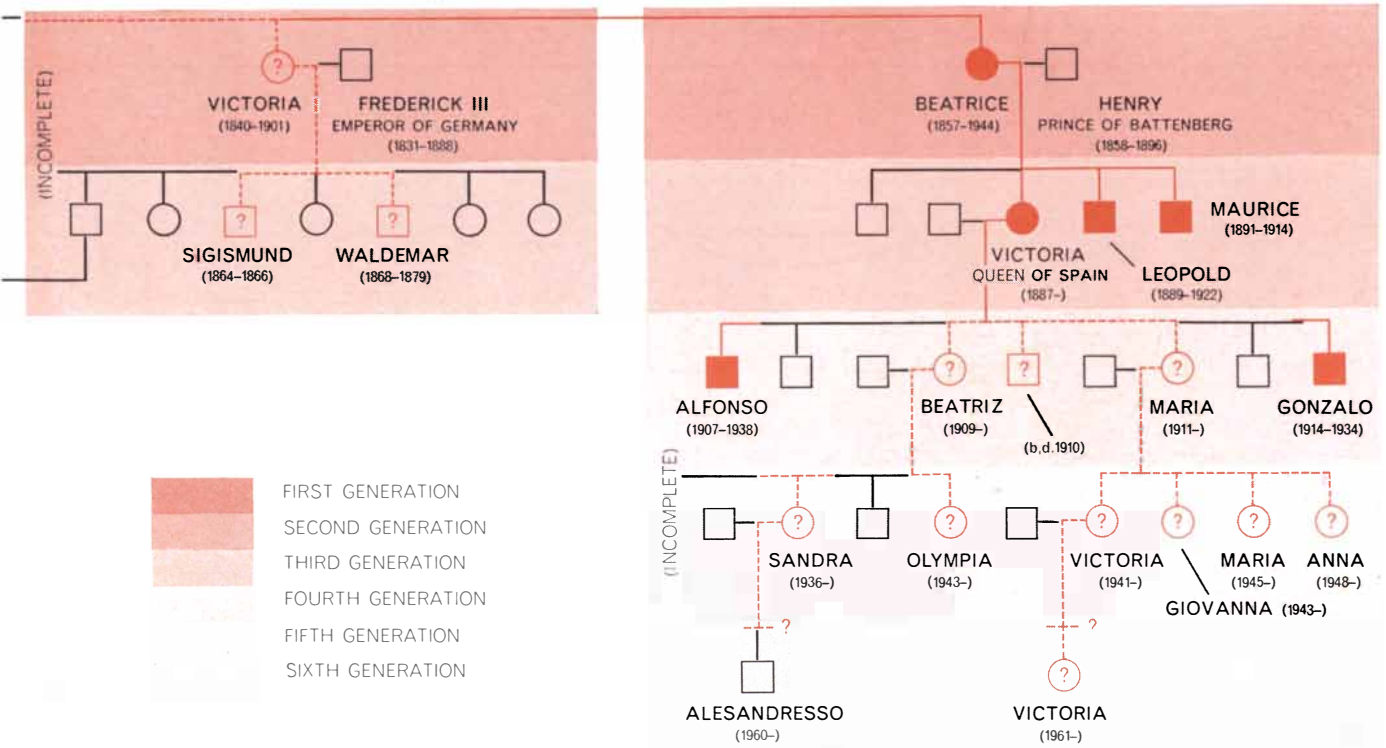 (INCOMPLETE)
?
VICTORIA
(1840–1901)
FREDERICK III
EMPEROR OF GERMANY
(1831–1888)
BEATRICE
(1857–1944)
HENRY
PRINCE OF BATTENBERG
(1858–1896)
?
SIGISMUND
(1864–1866)
?
WALDEMAR
(1868–1879)
VICTORIA
QUEEN OF SPAIN
(1887–)
LEOPOLD
(1889–1922)
MAURICE
(1891–1914)
ALFONSO
(1907–1938)
?
BEATRIZ
(1909–)
?
(b,d.1910)
?
MARIA
(1911–)
GONZALO
(1914–1934)
(INCOMPLETE)
?
SANDRA
(1936–)
?
OLYMPIA
(1943–)
?
VICTORIA
(1941–)
?
GIOVANNA (1943–)
?
MARIA
(1945–)
?
ANNA
(1948–)
?
ALESANDRESSO
(1960–)
?
?
VICTORIA
(1961–)
FIRST GENERATION
SECOND GENERATION
THIRD GENERATION
FOURTH GENERATION
FIFTH GENERATION
SIXTH GENERATION